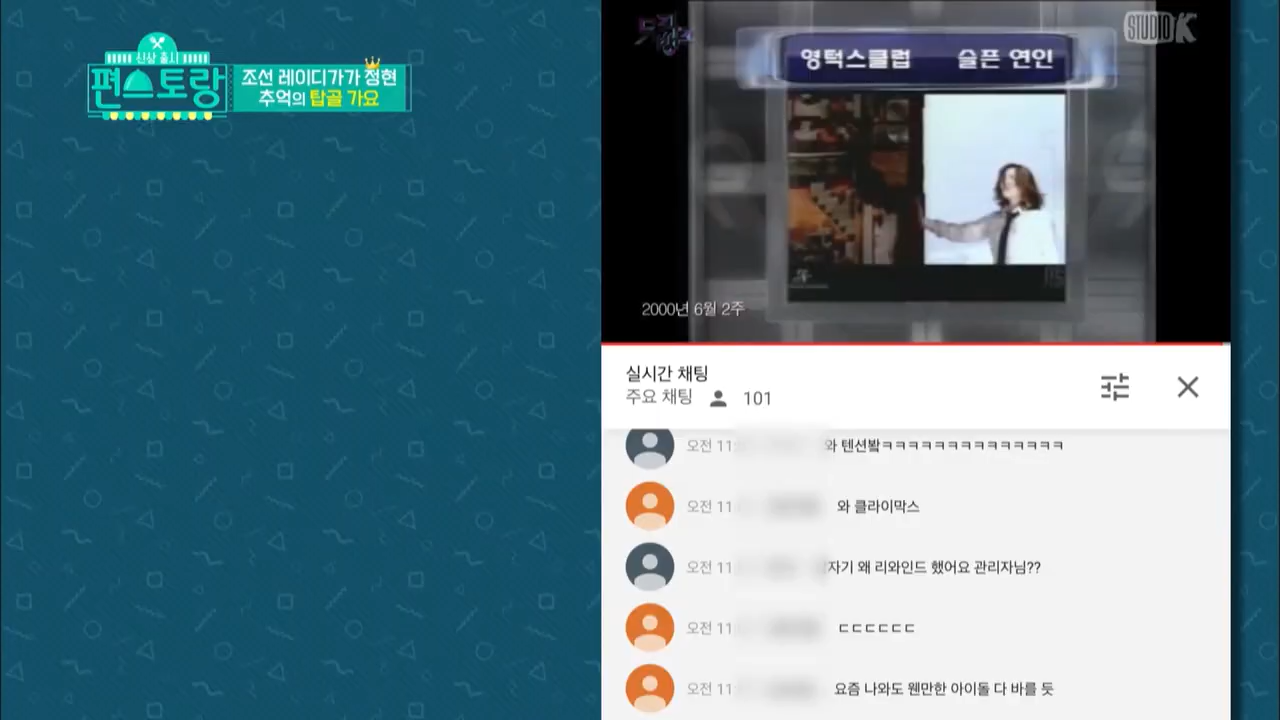 신상 출시
편스토랑
조선 레이디가가 정현
추억의 탑골 가요
STUDIO K
영턱스클럽 슬픈 연인
2000년 6월 2주
실시간 채팅
주요 채팅 101
오전 11 와 텐션봨ㅋㅋㅋㅋㅋㅋㅋㅋㅋㅋㅋㅋㅋㅋ
오전 11 와 클라이막스
오전 11 자기 왜 리와인드 했어요 관리자님??
오전 11 ㄷㄷㄷㄷㄷㄷ
오전 11 요즘 나와도 웬만한 아이돌 다 바를 듯